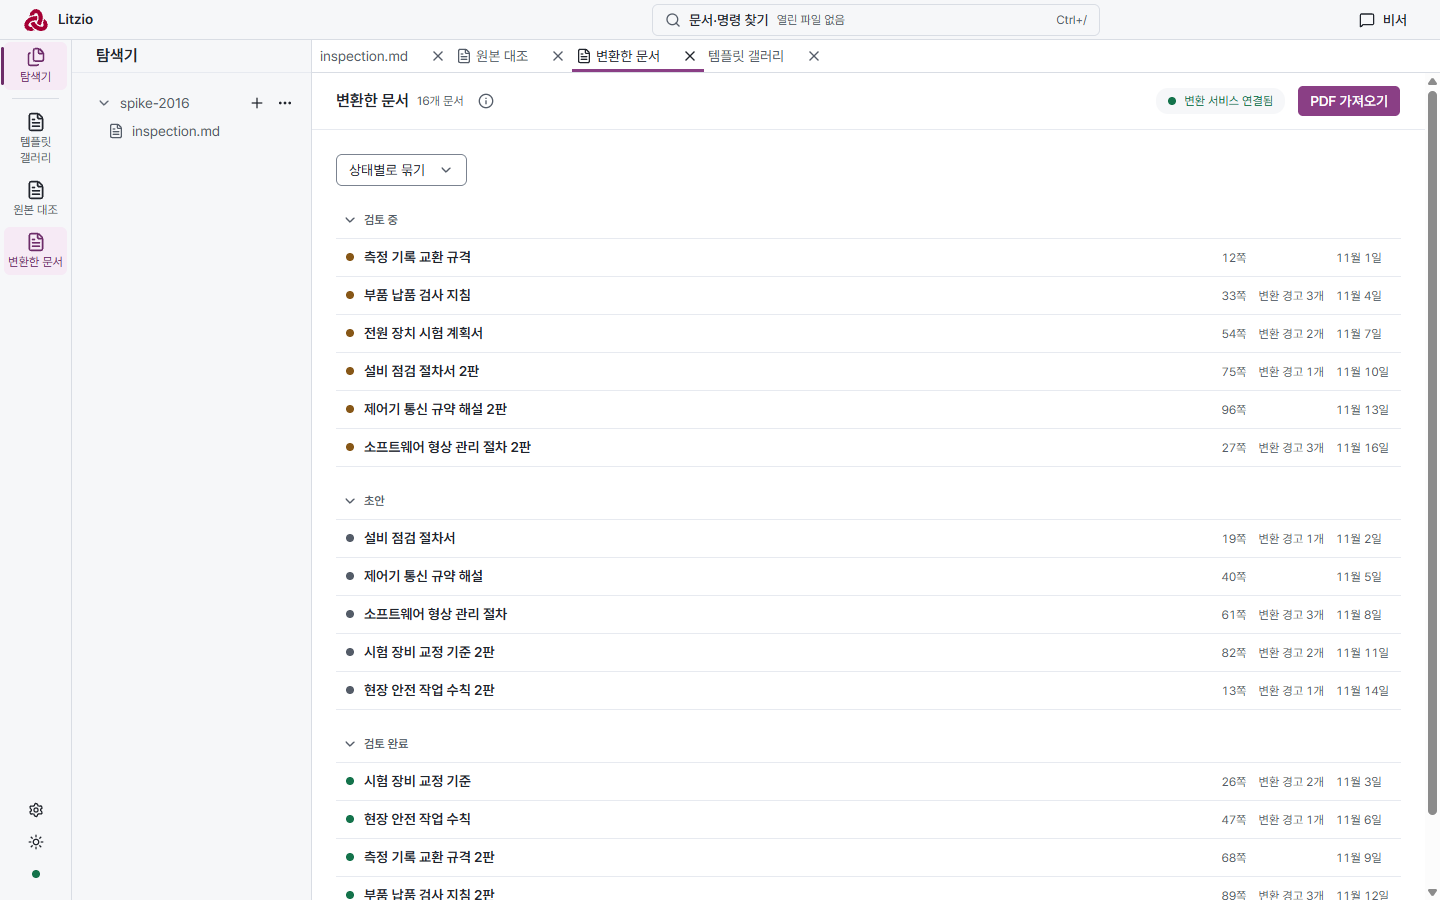 Litzio
문서·명령 찾기 열린 파일 없음 Ctrl+/
비서
탐색기
템플릿
갤러리
원본 대조
변환한 문서
탐색기
spike-2016
inspection.md
inspection.md 원본 대조 변환한 문서 템플릿 갤러리
변환한 문서 16개 문서
변환 서비스 연결됨
PDF 가져오기
상태별로 묶기
검토 중
측정 기록 교환 규격 12쪽 11월 1일
부품 납품 검사 지침 33쪽 변환 경고 3개 11월 4일
전원 장치 시험 계획서 54쪽 변환 경고 2개 11월 7일
설비 점검 절차서 2판 75쪽 변환 경고 1개 11월 10일
제어기 통신 규약 해설 2판 96쪽 11월 13일
소프트웨어 형상 관리 절차 2판 27쪽 변환 경고 3개 11월 16일
초안
설비 점검 절차서 19쪽 변환 경고 1개 11월 2일
제어기 통신 규약 해설 40쪽 11월 5일
소프트웨어 형상 관리 절차 61쪽 변환 경고 3개 11월 8일
시험 장비 교정 기준 2판 82쪽 변환 경고 2개 11월 11일
현장 안전 작업 수칙 2판 13쪽 변환 경고 1개 11월 14일
검토 완료
시험 장비 교정 기준 26쪽 변환 경고 2개 11월 3일
현장 안전 작업 수칙 47쪽 변환 경고 1개 11월 6일
측정 기록 교환 규격 2판 68쪽 11월 9일
부품 납품 검사 지침 2판 89쪽 변환 경고 3개 11월 12일